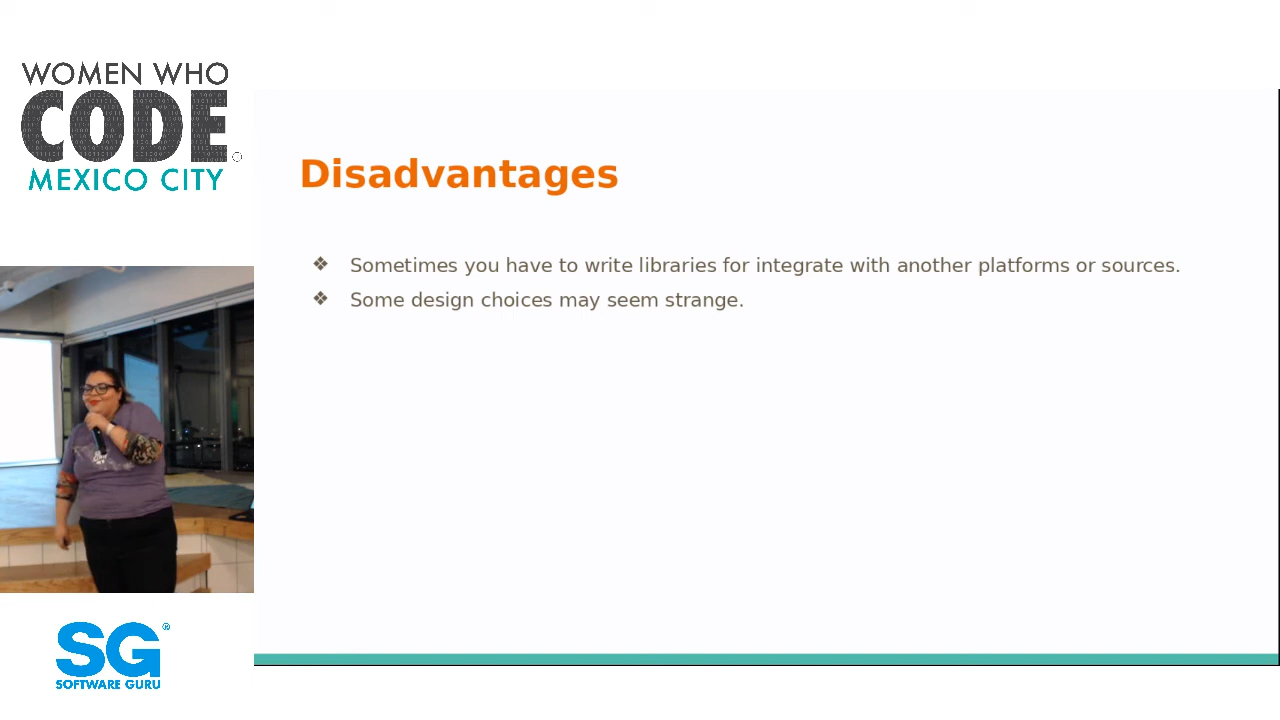 WOMEN WHO
CODE
MEXICO CITY
Disadvantages
❖ Sometimes you have to write libraries for integrate with another platforms or sources.
❖ Some design choices may seem strange.
SG®
SOFTWARE GURU